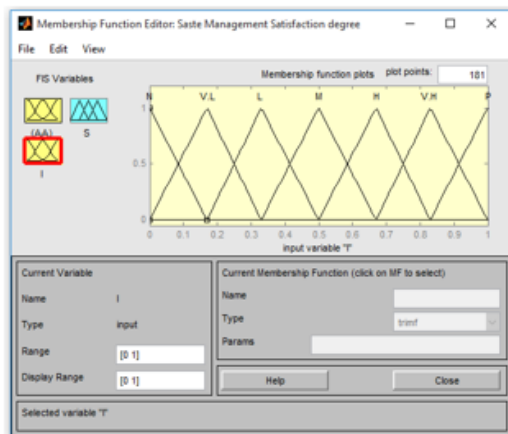 Membership Function Editor: Saste Management Satisfaction degree
File Edit View
FIS Variables
Membership function plots plot points: 181
N V.L L M H V.H P
(AA) S
I
1
0.5
0
0 0.1 0.2 0.3 0.4 0.5 0.6 0.7 0.8 0.9 1
input variable "I"
Current Variable
Name I
Type input
Range [0 1]
Display Range [0 1]
Current Membership Function (click on MF to select)
Name
Type trimf
Params
Help Close
Selected variable "I"